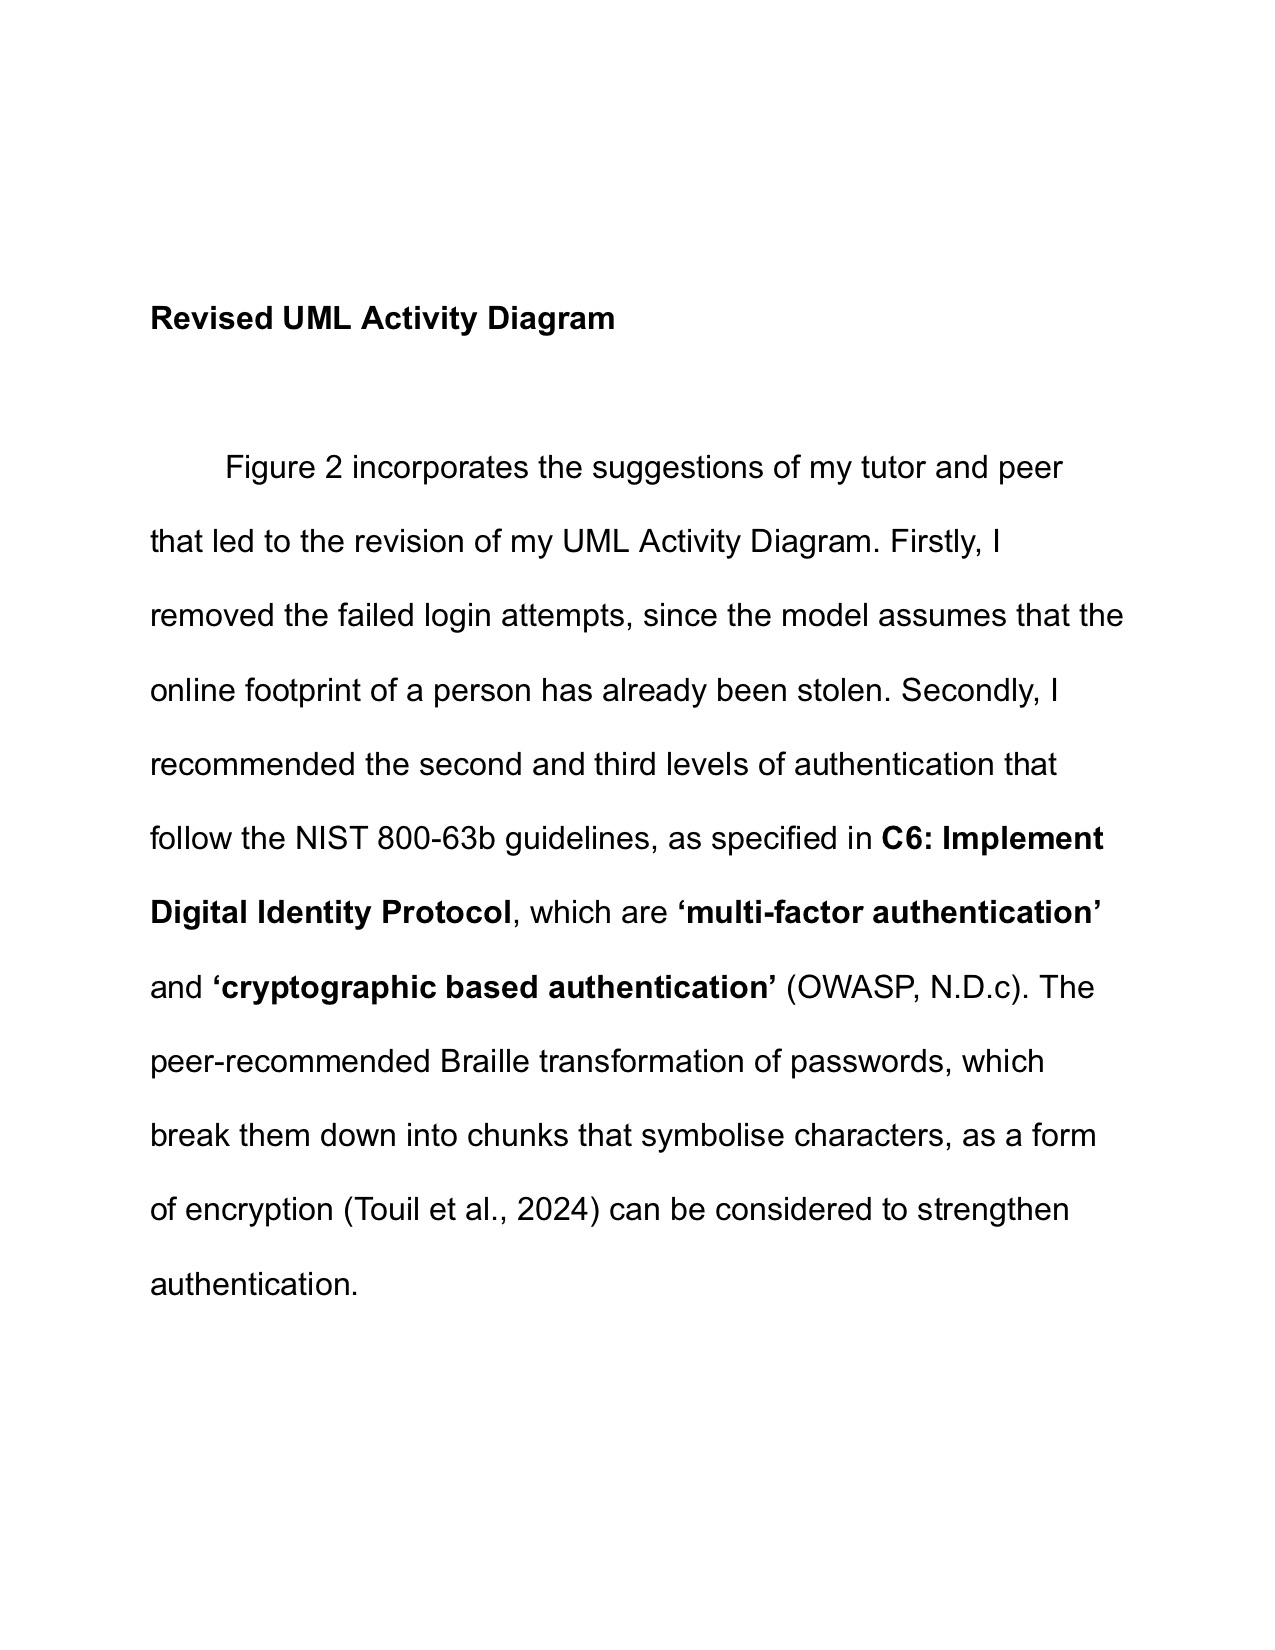 Revised UML Activity Diagram
Figure 2 incorporates the suggestions of my tutor and peer
that led to the revision of my UML Activity Diagram. Firstly, I
removed the failed login attempts, since the model assumes that the
online footprint of a person has already been stolen. Secondly, I
recommended the second and third levels of authentication that
follow the NIST 800-63b guidelines, as specified in C6: Implement
Digital Identity Protocol, which are ‘multi-factor authentication’
and ‘cryptographic based authentication’ (OWASP, N.D.c). The
peer-recommended Braille transformation of passwords, which
break them down into chunks that symbolise characters, as a form
of encryption (Touil et al., 2024) can be considered to strengthen
authentication.